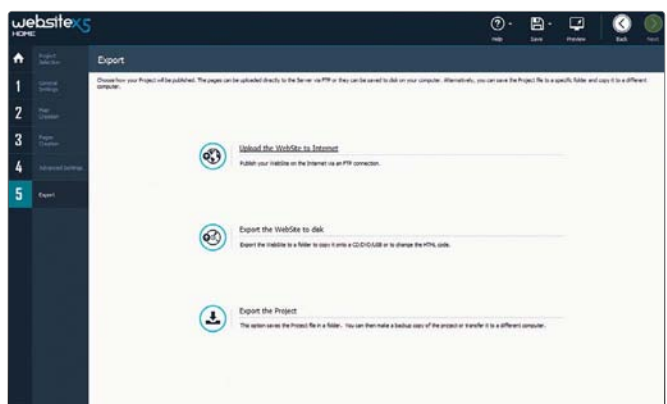 websitex5
HOME
Help
Save
Preview
Back
Next
Project
Selection
Export
Choose how your Project will be published. The pages can be uploaded directly to the Server via FTP or they can be saved to disk on your computer. Alternatively, you can save the Project file to a specific folder and copy it to a different
computer.
1
General
Settings
2
Map
Creation
3
Pages
Creation
4
Advanced Settings
5
Export
Upload the WebSite to Internet
Publish your WebSite on the Internet via an FTP connection.
Export the WebSite to disk
Export the WebSite to a folder to copy it onto a CD/DVD/USB or to change the HTML code.
Export the Project
This option saves the Project file in a folder. You can then make a backup copy of the project or transfer it to a different computer.